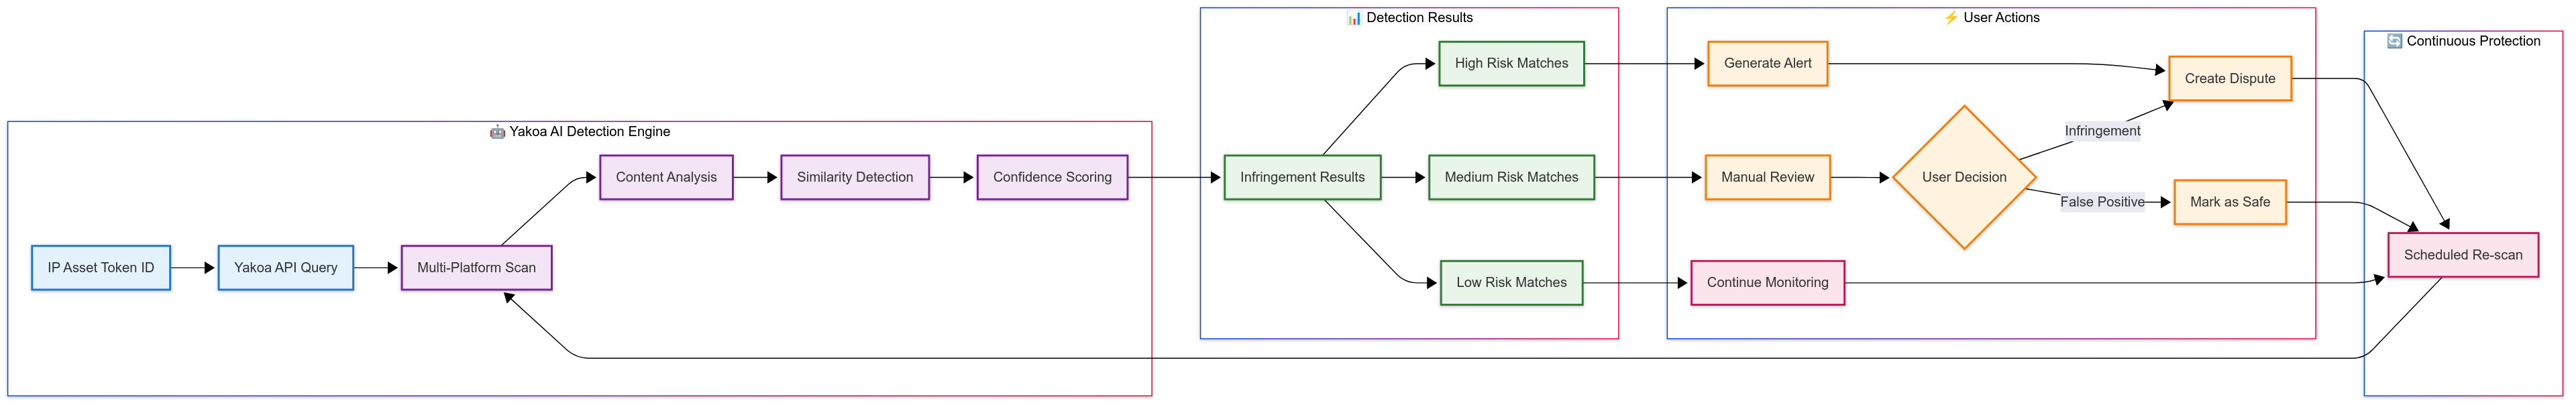 🤖 Yakoa AI Detection Engine
IP Asset Token ID
Yakoa API Query
Multi-Platform Scan
Content Analysis
Similarity Detection
Confidence Scoring
📊 Detection Results
Infringement Results
High Risk Matches
Medium Risk Matches
Low Risk Matches
⚡ User Actions
Generate Alert
Manual Review
Continue Monitoring
User Decision
Infringement
False Positive
Create Dispute
Mark as Safe
🔄 Continuous Protection
Scheduled Re-scan